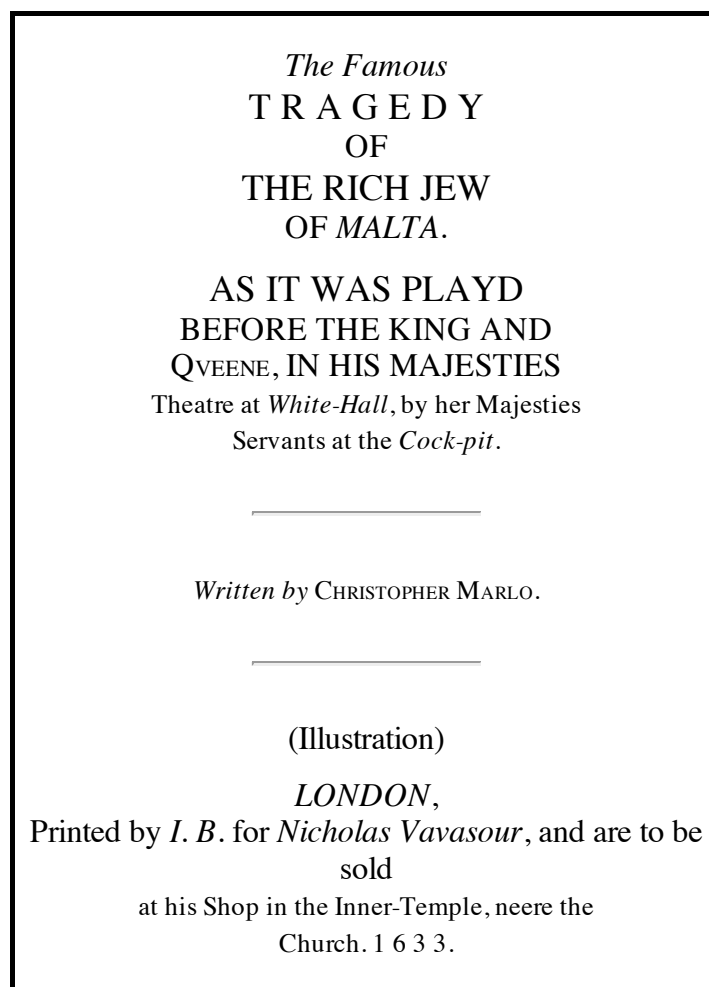 The Famous
T R A G E D Y
OF
THE RICH JEW
OF MALTA.
AS IT WAS PLAYD
BEFORE THE KING AND
QVEENE, IN HIS MAJESTIES
Theatre at White-Hall, by her Majesties
Servants at the Cock-pit.
Written by CHRISTOPHER MARLO.
(Illustration)
LONDON,
Printed by I. B. for Nicholas Vavasour, and are to be
sold
at his Shop in the Inner-Temple, neere the
Church. 1 6 3 3.